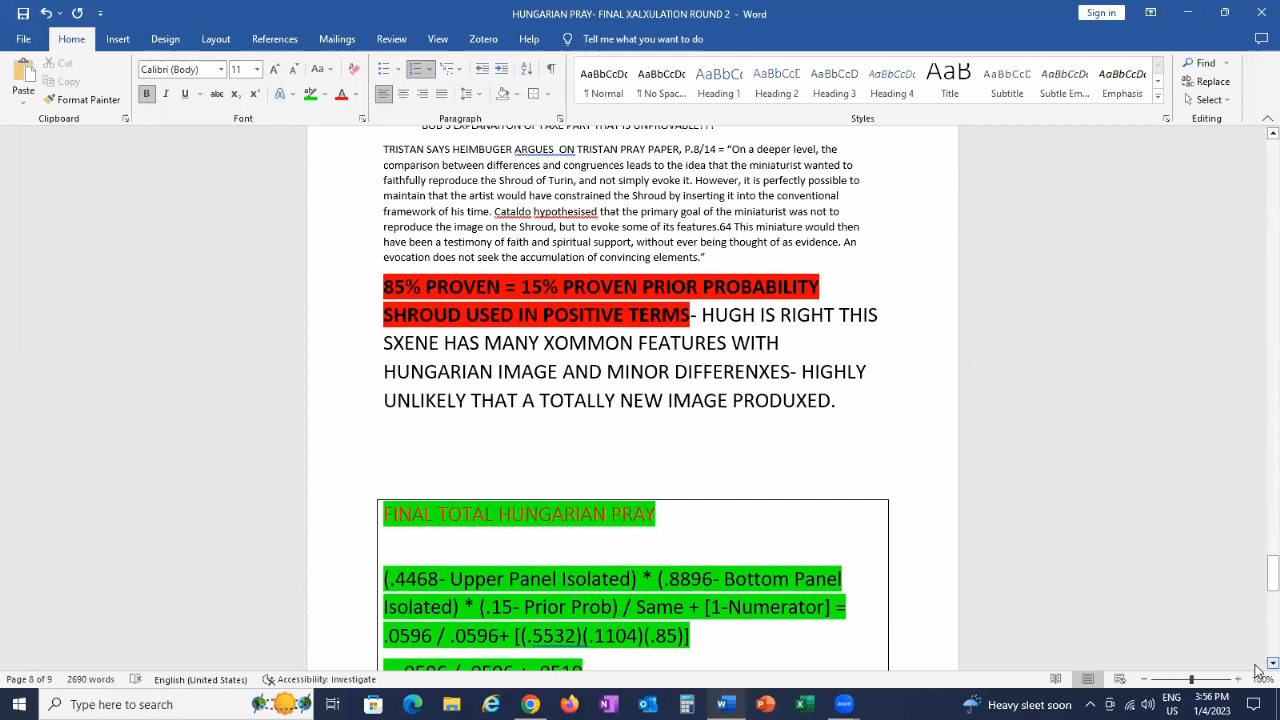 HUNGARIAN PRAY- FINAL XALXULATION ROUND 2 - Word
Sign in
File Home Insert Design Layout References Mailings Review View Zotero Help Tell me what you want to do
Paste
Cut
Copy
Format Painter
Clipboard
Calibri (Body) 11
Font
Paragraph
AaBbCcDc AaBbCcDc AaBbCc AaBbCcD AaBbCcD AaBbCcD AaB AaBbCcD AaBbCcDc AaBbCcDc
¶ Normal ¶ No Spac... Heading 1 Heading 2 Heading 3 Heading 4 Title Subtitle Subtle Em... Emphasis
Styles
Find
Replace
Select
Editing
TRISTAN SAYS HEIMBUGER ARGUES ON TRISTAN PRAY PAPER, P.8/14 = “On a deeper level, the
comparison between differences and congruences leads to the idea that the miniaturist wanted to
faithfully reproduce the Shroud of Turin, and not simply evoke it. However, it is perfectly possible to
maintain that the artist would have constrained the Shroud by inserting it into the conventional
framework of his time. Cataldo hypothesised that the primary goal of the miniaturist was not to
reproduce the image on the Shroud, but to evoke some of its features.64 This miniature would then
have been a testimony of faith and spiritual support, without ever being thought of as evidence. An
evocation does not seek the accumulation of convincing elements.”
85% PROVEN = 15% PROVEN PRIOR PROBABILITY
SHROUD USED IN POSITIVE TERMS- HUGH IS RIGHT THIS
SXENE HAS MANY XOMMON FEATURES WITH
HUNGARIAN IMAGE AND MINOR DIFFERENXES- HIGHLY
UNLIKELY THAT A TOTALLY NEW IMAGE PRODUXED.
FINAL TOTAL HUNGARIAN PRAY
(.4468- Upper Panel Isolated) * (.8896- Bottom Panel
Isolated) * (.15- Prior Prob) / Same + [1-Numerator] =
.0596 / .0596+ [(.5532)(.1104)(.85)]
Page 8 of 9 2690 words English (United States) Accessibility: Investigate
Type here to search
Heavy sleet soon
ENG
US
3:56 PM
1/4/2023